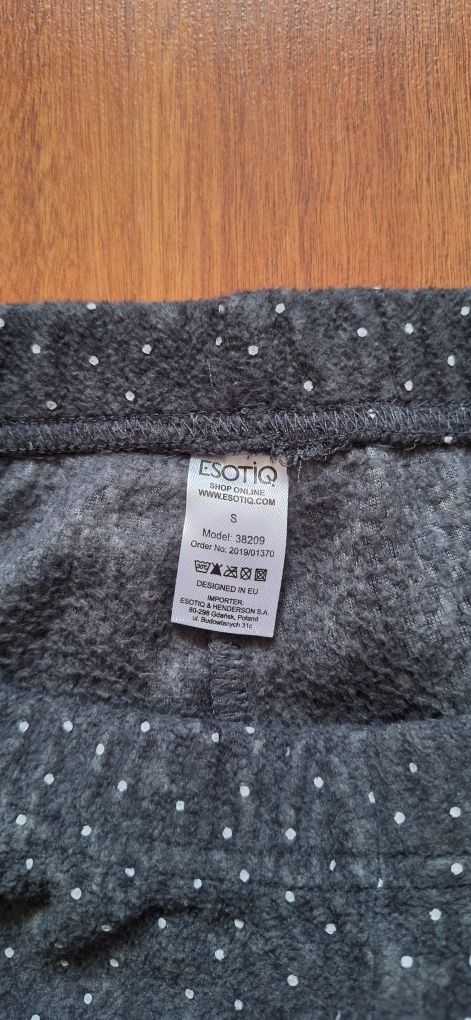 ESOTIQ
SHOP ONLINE
WWW.ESOTIQ.COM
S
Model: 38209
Order No: 2019/01370
30°C
DESIGNED IN EU
IMPORTER:
ESOTIQ & HENDERSON S.A.
80-298 Gdańsk, Poland
ul. Budowlanych 31c